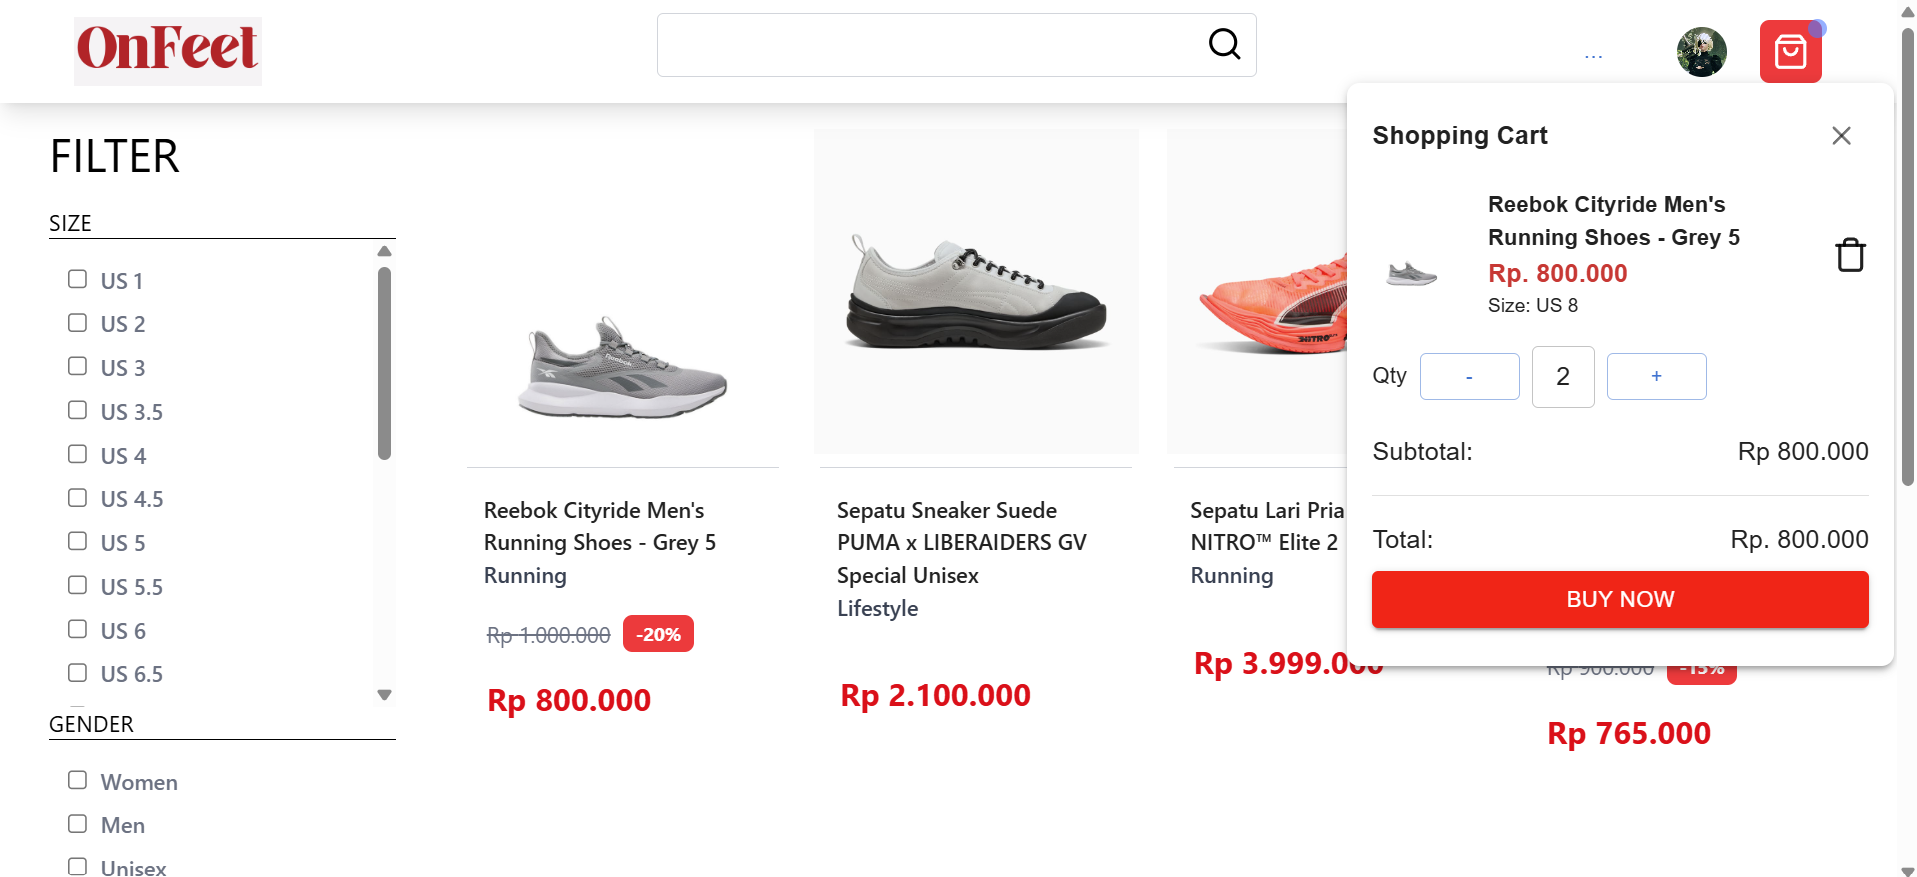 OnFeet
...
FILTER
SIZE
US 1
US 2
US 3
US 3.5
US 4
US 4.5
US 5
US 5.5
US 6
US 6.5
GENDER
Women
Men
Unisex
Reebok
Reebok Cityride Men's
Running Shoes - Grey 5
Running
Rp 1.000.000
-20%
Rp 800.000
Sepatu Sneaker Suede
PUMA x LIBERAIDERS GV
Special Unisex
Lifestyle
Rp 2.100.000
NITRO
Sepatu Lari Pria
NITRO™ Elite 2
Running
Rp 3.999.000
Rp 900.000
-15%
Rp 765.000
Shopping Cart
Reebok Cityride Men's
Running Shoes - Grey 5
Rp. 800.000
Size: US 8
Qty - 2 +
Subtotal: Rp 800.000
Total: Rp. 800.000
BUY NOW